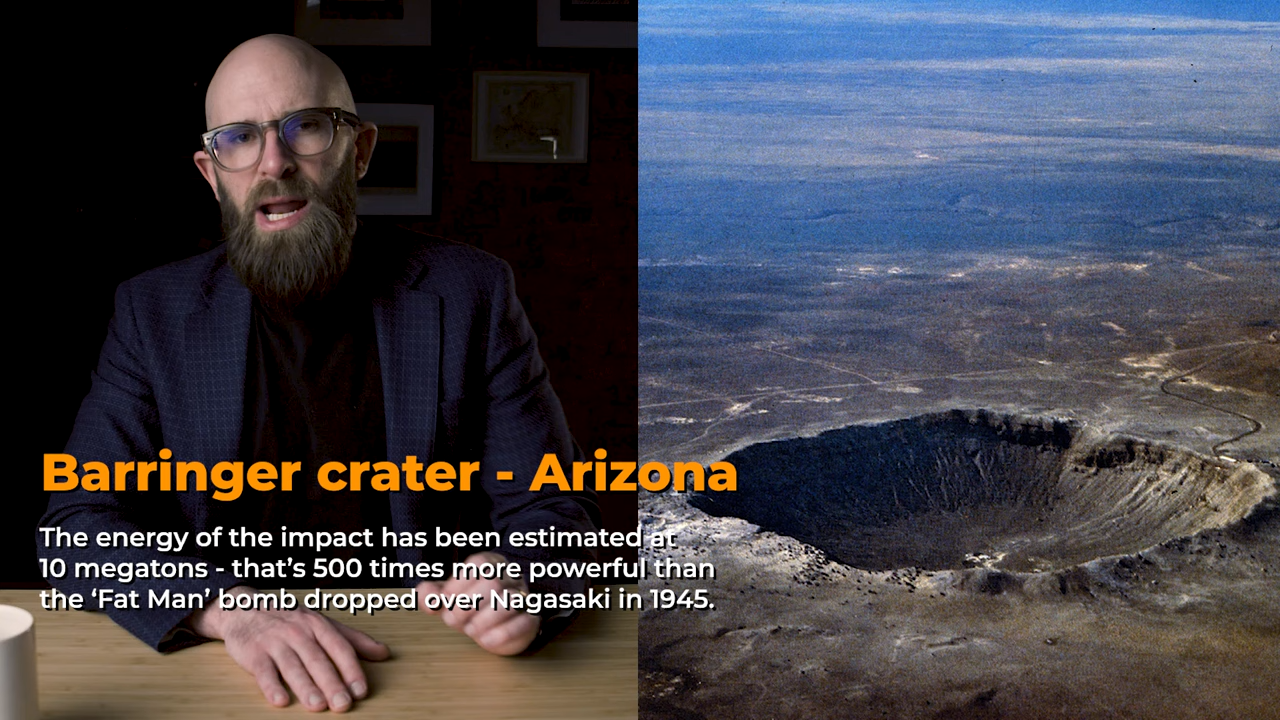 Barringer crater - Arizona
The energy of the impact has been estimated at
10 megatons - that’s 500 times more powerful than
the ‘Fat Man’ bomb dropped over Nagasaki in 1945.